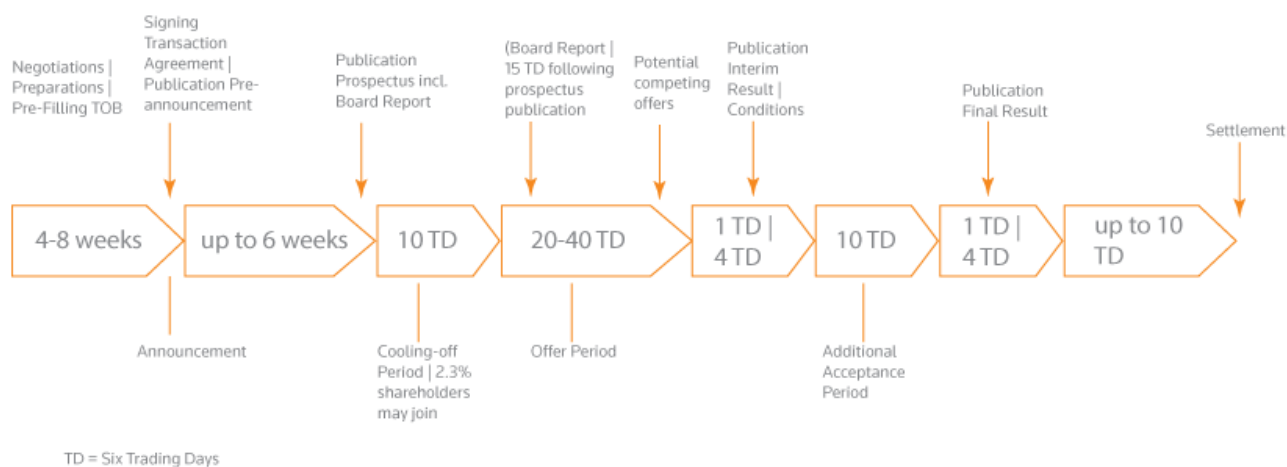 Negotiations |
Preparations |
Pre-Filling TOB
Signing
Transaction
Agreement |
Publication Pre-
announcement
Publication
Prospectus incl.
Board Report
(Board Report |
15 TD following
prospectus
publication
Potential
competing
offers
Publication
Interim
Result |
Conditions
Publication
Final Result
Settlement
4-8 weeks
up to 6 weeks
10 TD
20-40 TD
1 TD |
4 TD
10 TD
1 TD |
4 TD
up to 10
TD
Announcement
Cooling-off
Period | 2.3%
shareholders
may join
Offer Period
Additional
Acceptance
Period
TD = Six Trading Days